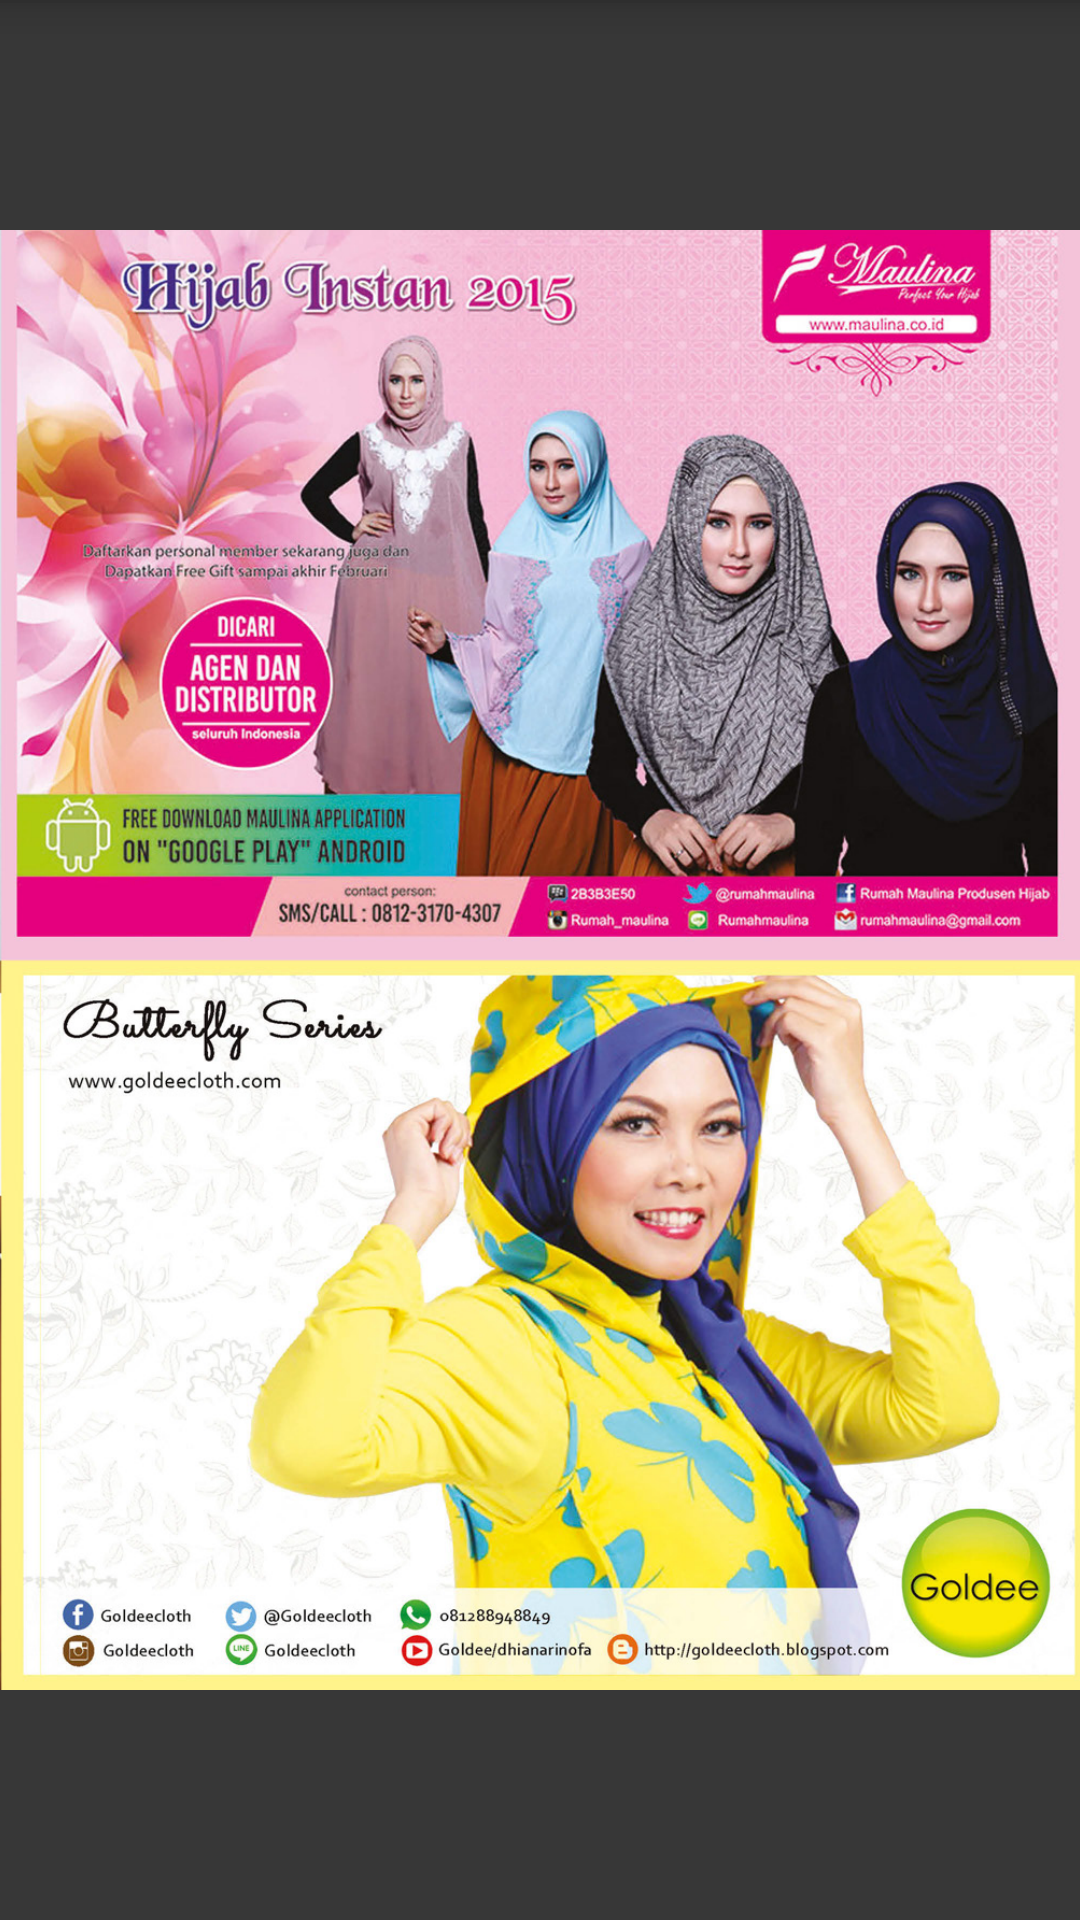 Hijab Instan 2015
Maulina
Perfect Your Hijab
www.maulina.co.id
Daftarkan personal member sekarang juga dan
Dapatkan Free Gift sampai akhir Februari
DICARI
AGEN DAN
DISTRIBUTOR
seluruh Indonesia
FREE DOWNLOAD MAULINA APPLICATION
ON "GOOGLE PLAY" ANDROID
contact person:
SMS/CALL : 0812-3170-4307
2B3B3E50
@rumahmaulina
Rumah Maulina Produsen Hijab
Rumah_maulina
LINE
Rumahmaulina
rumahmaulina@gmail.com
Butterfly Series
www.goldeecloth.com
Goldee
Goldeecloth
@Goldeecloth
081288948849
Goldeecloth
LINE
Goldeecloth
Goldee/dhianarinofa
http://goldeecloth.blogspot.com